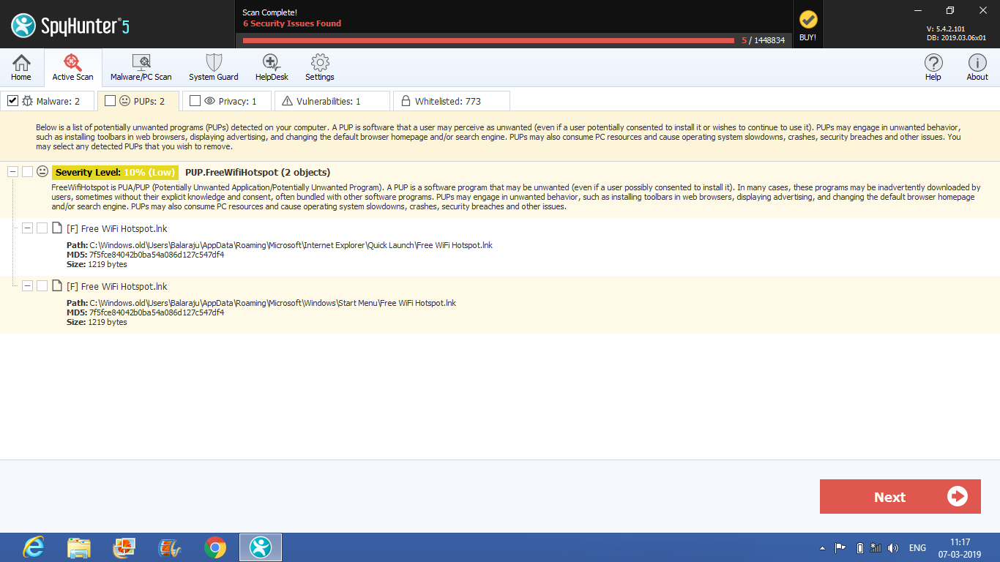 SpyHunter® 5
Scan Complete!
6 Security Issues Found
5 / 1448834
BUY!
V: 5.4.2.101
DB: 2019.03.06x01
Home
Active Scan
Malware/PC Scan
System Guard
HelpDesk
Settings
Help
About
Malware: 2
PUPs: 2
Privacy: 1
Vulnerabilities: 1
Whitelisted: 773
Below is a list of potentially unwanted programs (PUPs) detected on your computer. A PUP is software that a user may perceive as unwanted (even if a user potentially consented to install it or wishes to continue to use it). PUPs may engage in unwanted behavior,
such as installing toolbars in web browsers, displaying advertising, and changing the default browser homepage and/or search engine. PUPs may also consume PC resources and cause operating system slowdowns, crashes, security breaches and other issues. You
may select any detected PUPs that you wish to remove.
Severity Level: 10% (Low) PUP.FreeWifiHotspot (2 objects)
FreeWifiHotspot is PUA/PUP (Potentially Unwanted Application/Potentially Unwanted Program). A PUP is a software program that may be unwanted (even if a user possibly consented to install it). In many cases, these programs may be inadvertently downloaded by
users, sometimes without their explicit knowledge and consent, often bundled with other software programs. PUPs may engage in unwanted behavior, such as installing toolbars in web browsers, displaying advertising, and changing the default browser homepage
and/or search engine. PUPs may also consume PC resources and cause operating system slowdowns, crashes, security breaches and other issues.
[F] Free WiFi Hotspot.lnk
Path: C:\Windows.old\Users\Balaraju\AppData\Roaming\Microsoft\Internet Explorer\Quick Launch\Free WiFi Hotspot.lnk
MD5: 7f5fce84042b0ba54a086d127c547df4
Size: 1219 bytes
[F] Free WiFi Hotspot.lnk
Path: C:\Windows.old\Users\Balaraju\AppData\Roaming\Microsoft\Windows\Start Menu\Free WiFi Hotspot.lnk
MD5: 7f5fce84042b0ba54a086d127c547df4
Size: 1219 bytes
Next
ENG
11:17
07-03-2019